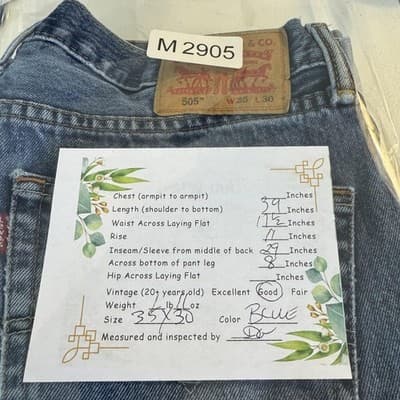 M 2905
& CO.
505™ W 35 L 30
Chest (armpit to armpit) Inches
Length (shoulder to bottom) 39 Inches
Waist Across Laying Flat Inches
Rise 11 Inches
Inseam/Sleeve from middle of back 29 Inches
Across bottom of pant leg 8 Inches
Hip Across Laying Flat Inches
Vintage (20+ years old) Excellent Good Fair
Weight 1 lb 11 oz
Size 35X30 Color BLUE
Measured and inspected by